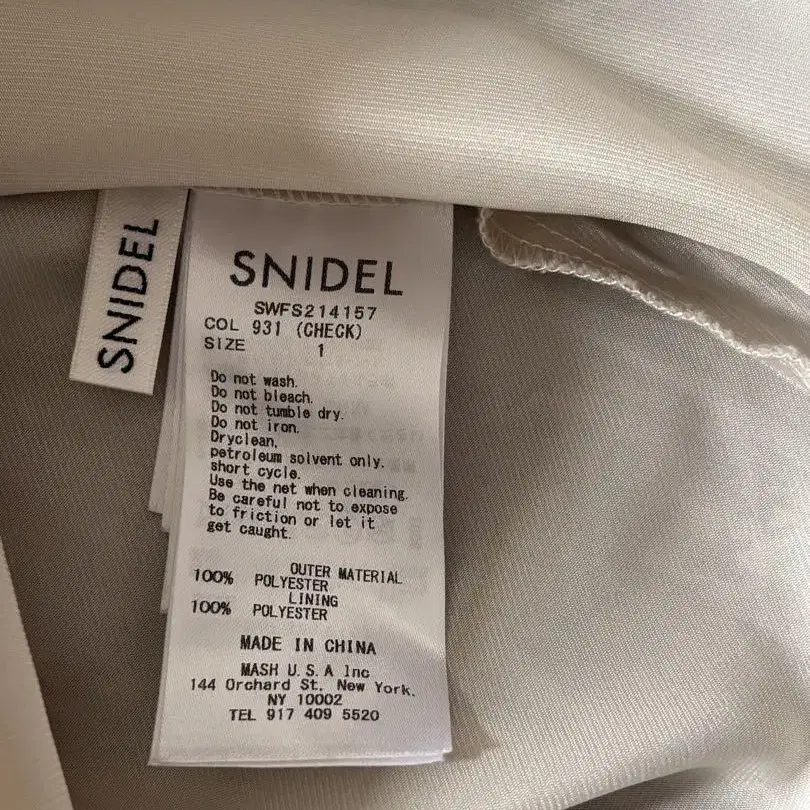 SNIDEL
SNIDEL
SWFS214157
COL 931 (CHECK)
SIZE 1
Do not wash.
Do not bleach.
Do not tumble dry.
Do not iron.
Dryclean,
petroleum solvent only.
short cycle.
Use the net when cleaning.
Be careful not to expose
to friction or let it
get caught.
OUTER MATERIAL
100% POLYESTER
LINING
100% POLYESTER
MADE IN CHINA
MASH U.S.A Inc
144 Orchard St. New York.
NY 10002
TEL 917 409 5520